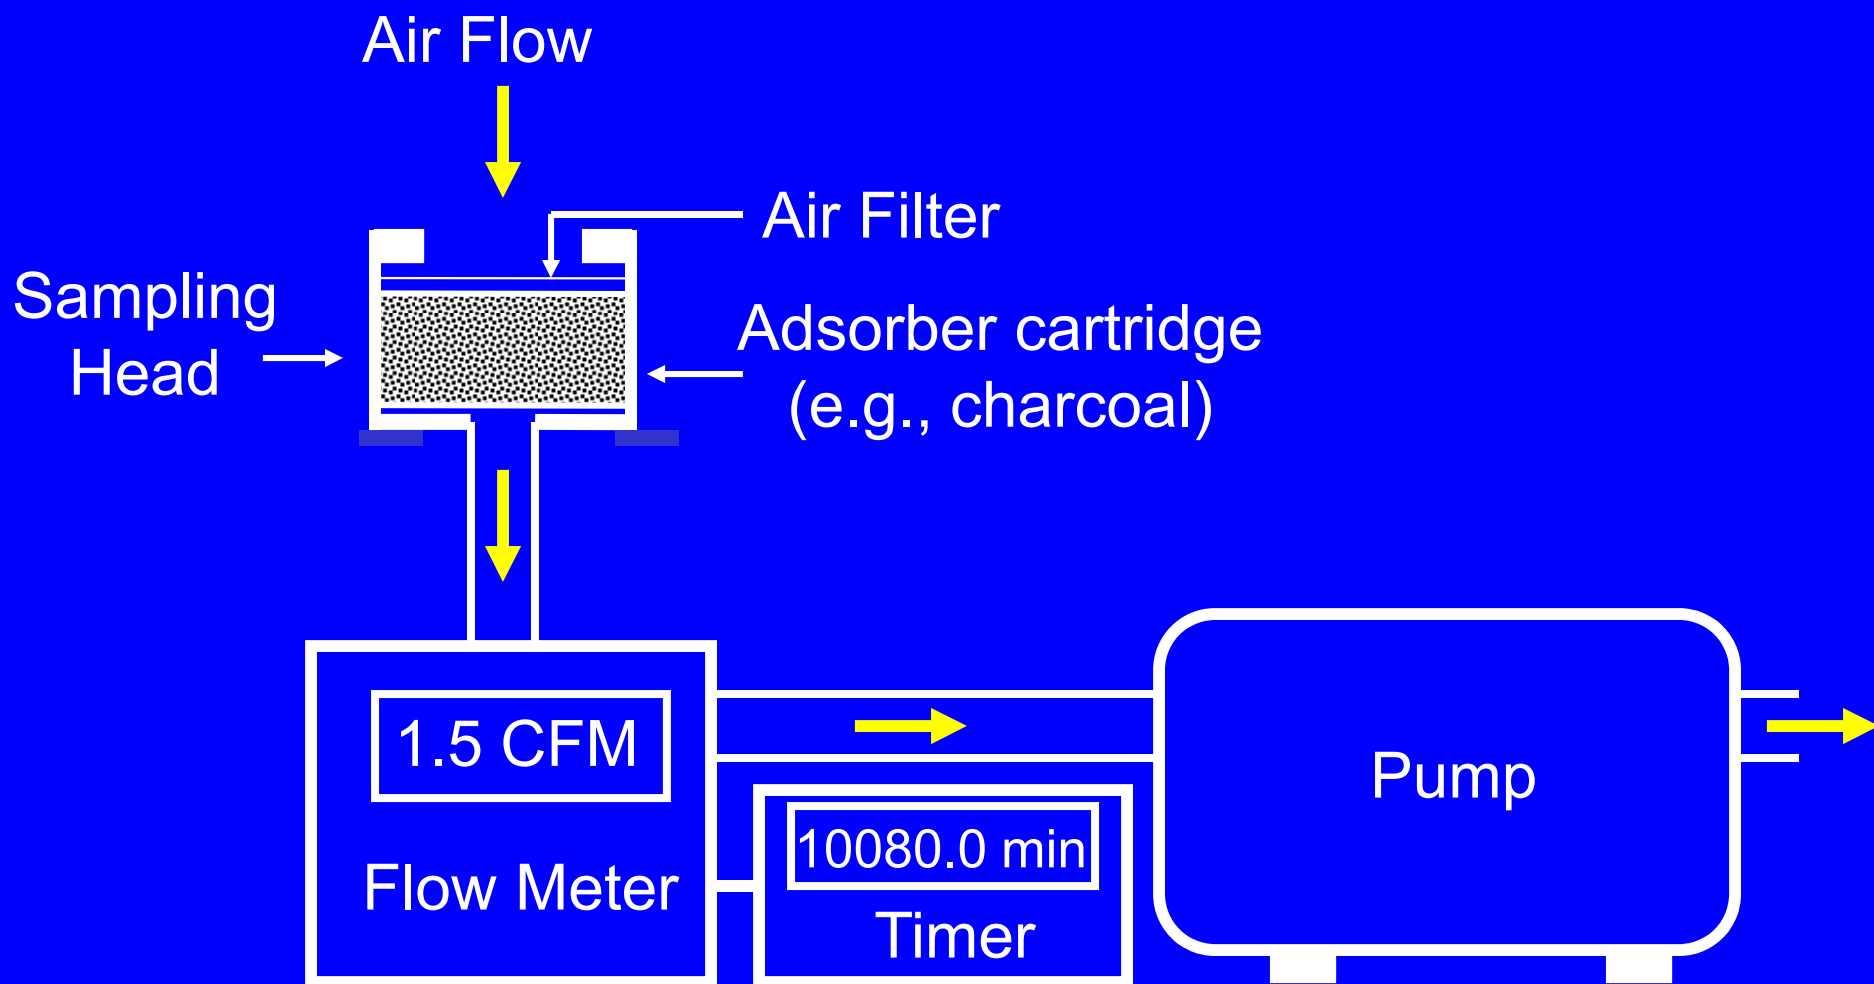 Air Flow
Air Filter
Sampling
Head
Adsorber cartridge
(e.g., charcoal)
1.5 CFM
Flow Meter
10080.0 min
Timer
Pump